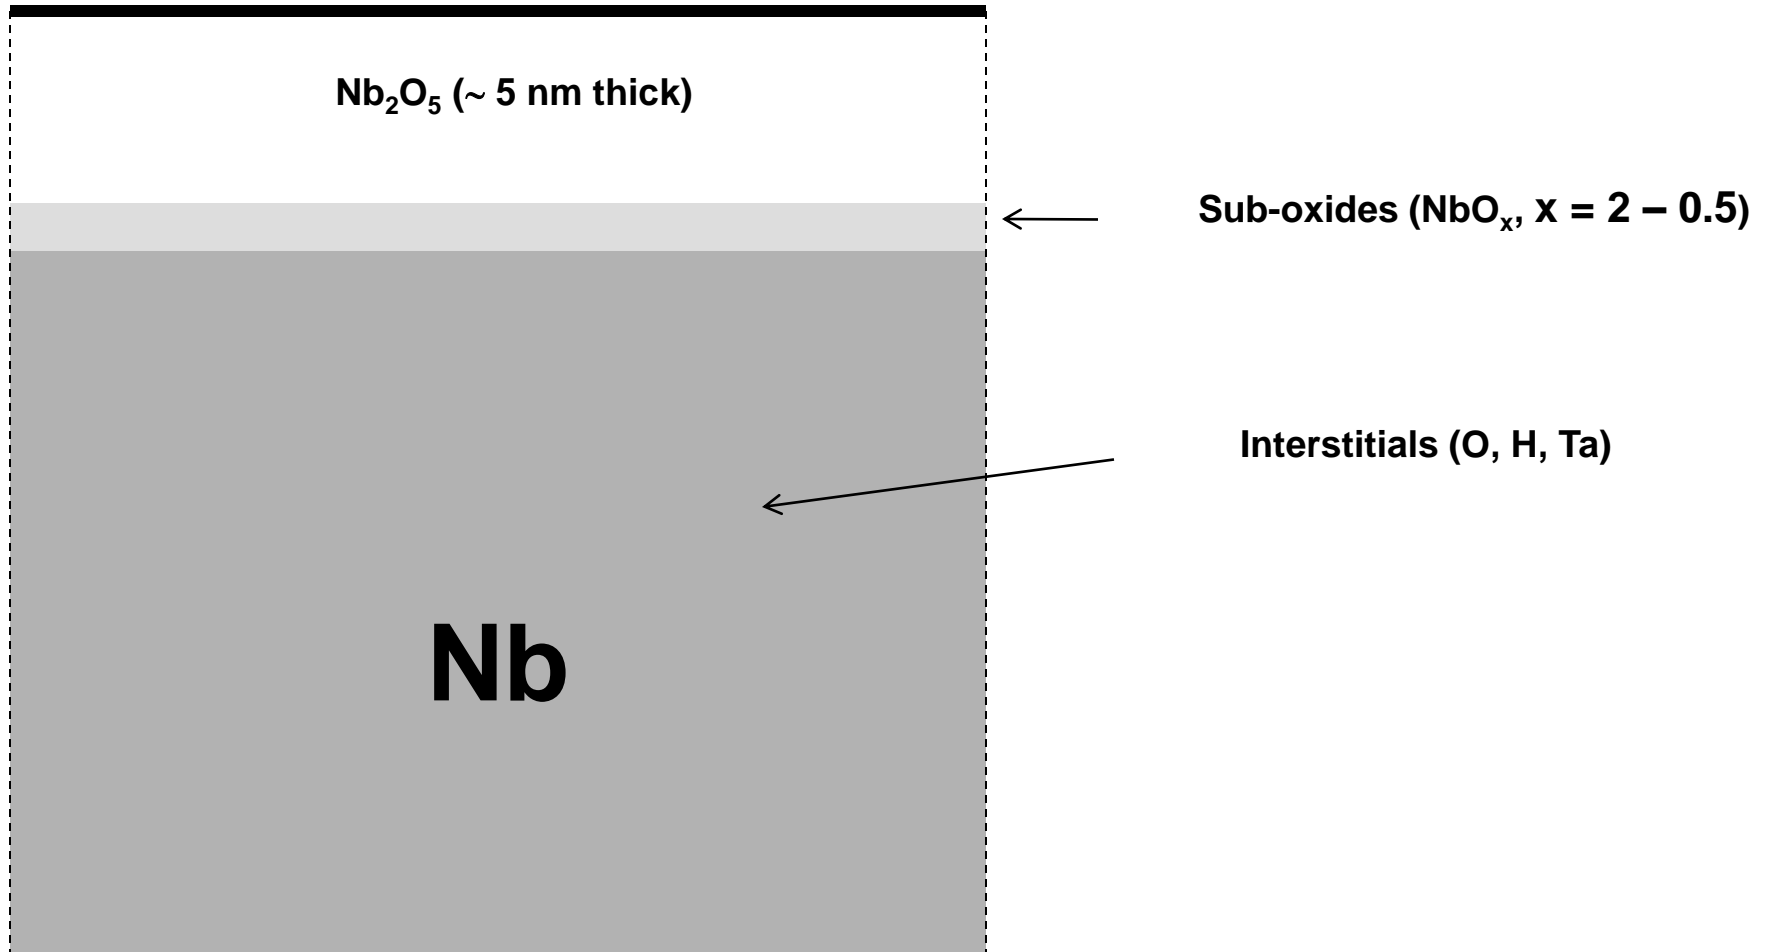 Nb₂O₅ (~ 5 nm thick)
Sub-oxides (NbOₓ, x = 2 – 0.5)
Interstitials (O, H, Ta)
Nb